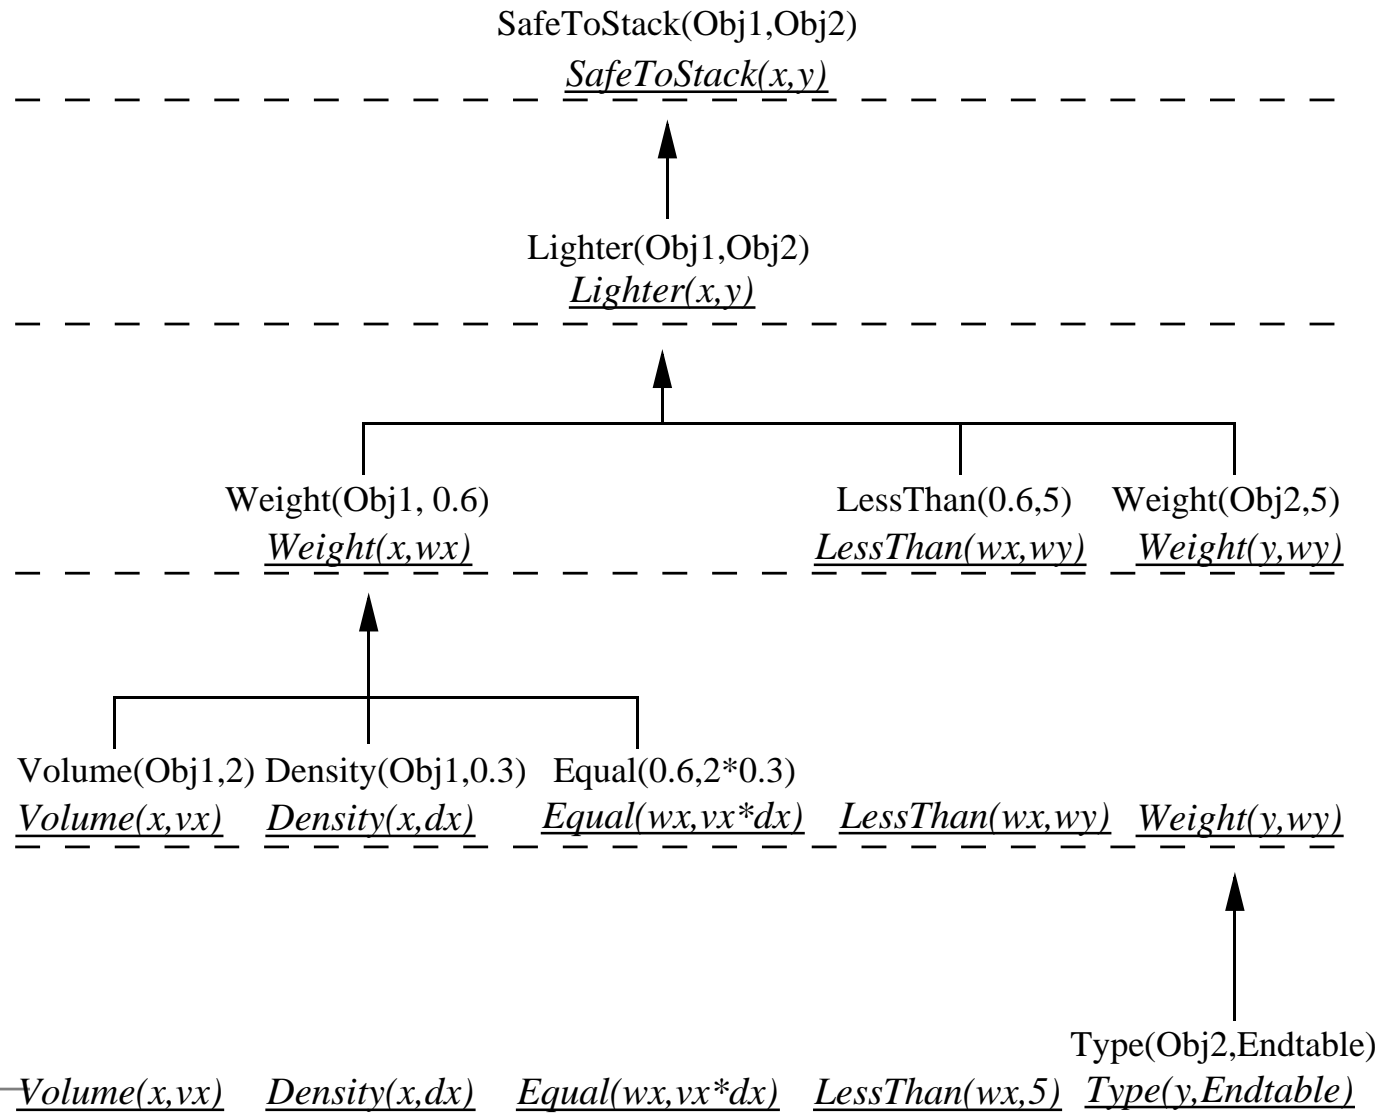 SafeToStack(Obj1,Obj2)
SafeToStack(x,y)
Lighter(Obj1,Obj2)
Lighter(x,y)
Weight(Obj1, 0.6) LessThan(0.6,5) Weight(Obj2,5)
Weight(x,wx) LessThan(wx,wy) Weight(y,wy)
Volume(Obj1,2) Density(Obj1,0.3) Equal(0.6,2*0.3)
Volume(x,vx) Density(x,dx) Equal(wx,vx*dx) LessThan(wx,wy) Weight(y,wy)
Type(Obj2,Endtable)
Volume(x,vx) Density(x,dx) Equal(wx,vx*dx) LessThan(wx,5) Type(y,Endtable)